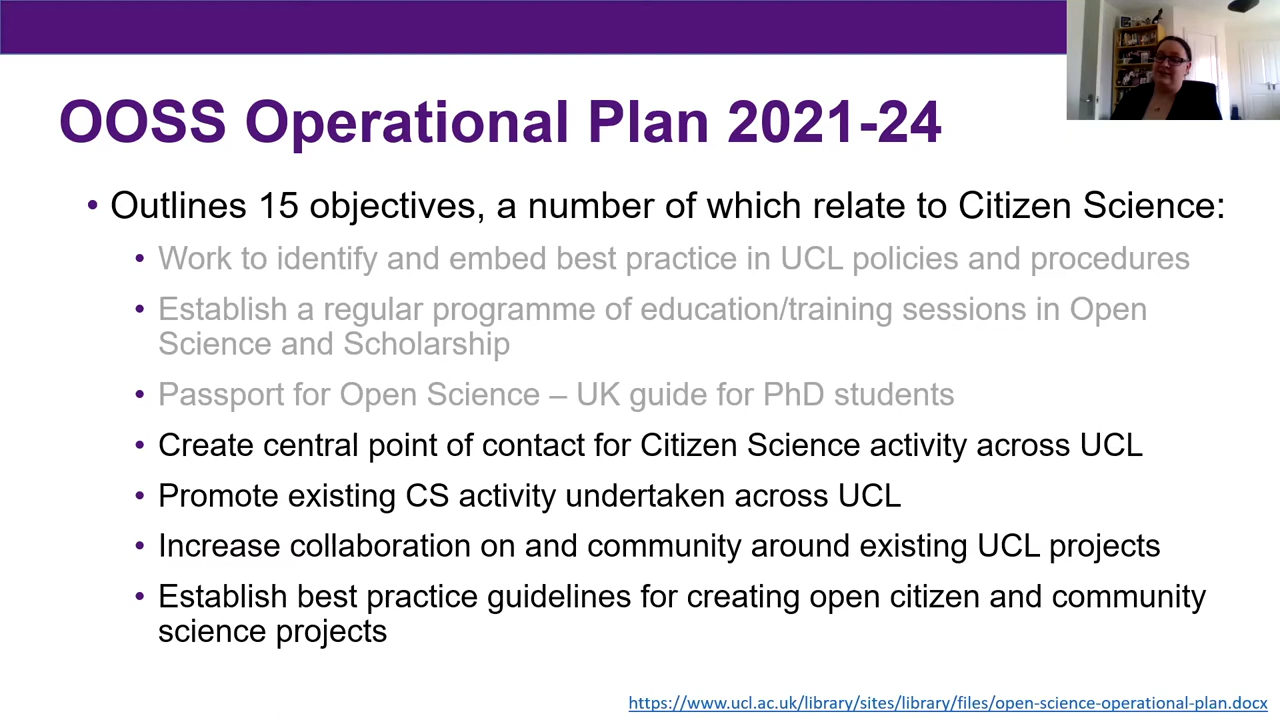 OOSS Operational Plan 2021-24
• Outlines 15 objectives, a number of which relate to Citizen Science:
• Work to identify and embed best practice in UCL policies and procedures
• Establish a regular programme of education/training sessions in Open
Science and Scholarship
• Passport for Open Science – UK guide for PhD students
• Create central point of contact for Citizen Science activity across UCL
• Promote existing CS activity undertaken across UCL
• Increase collaboration on and community around existing UCL projects
• Establish best practice guidelines for creating open citizen and community
science projects
https://www.ucl.ac.uk/library/sites/library/files/open-science-operational-plan.docx